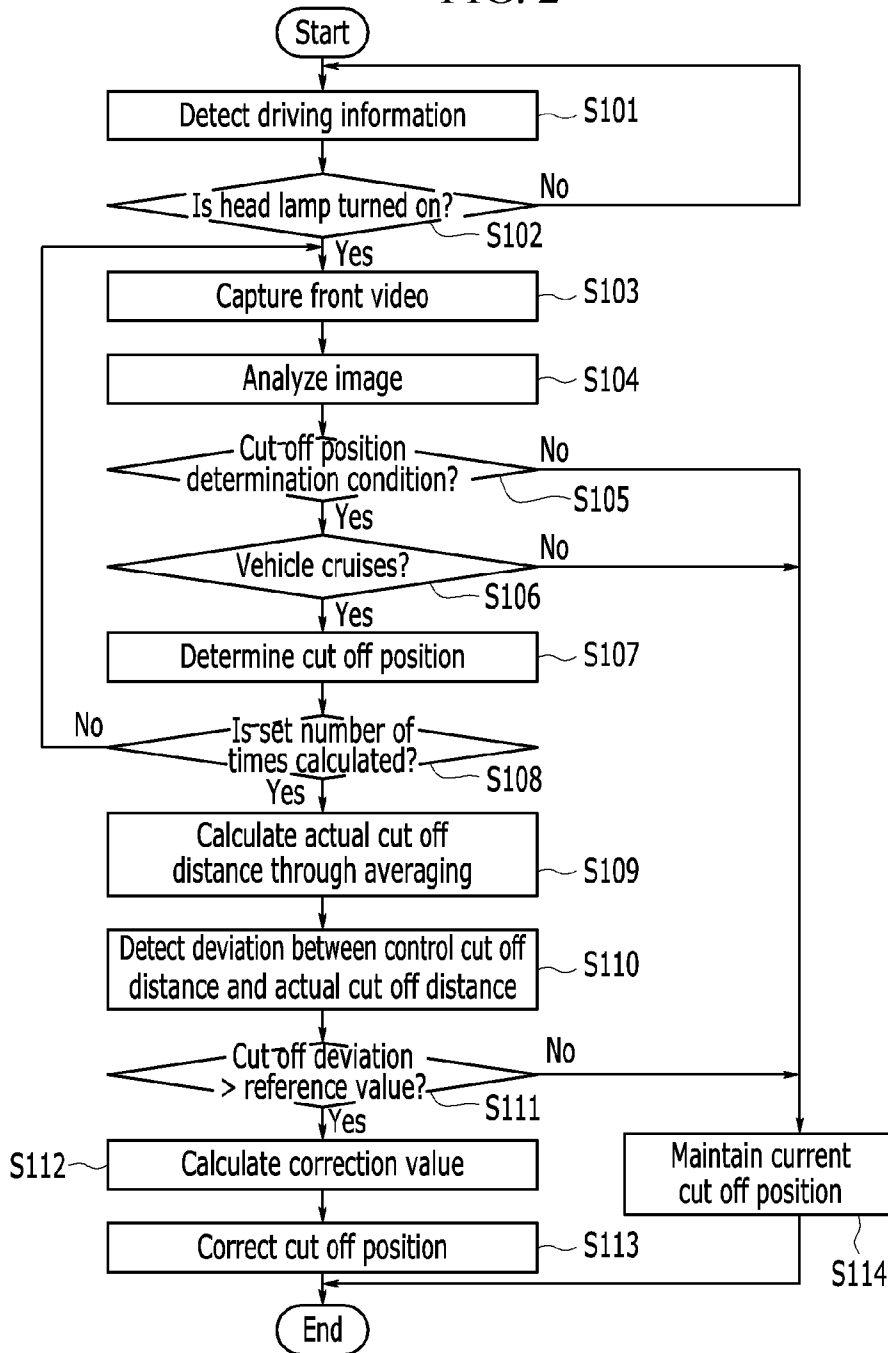 FIG. 2
Start
Detect driving information
S101
Is head lamp turned on?
No
S102
Yes
Capture front video
S103
Analyze image
S104
Cut off position
determination condition?
No
S105
Yes
Vehicle cruises?
No
S106
Yes
Determine cut off position
S107
No
Is set number of
times calculated?
S108
Yes
Calculate actual cut off
distance through averaging
S109
Detect deviation between control cut off
distance and actual cut off distance
S110
Cut off deviation
> reference value?
No
S111
Yes
S112
Calculate correction value
Maintain current
cut off position
S114
Correct cut off position
S113
End